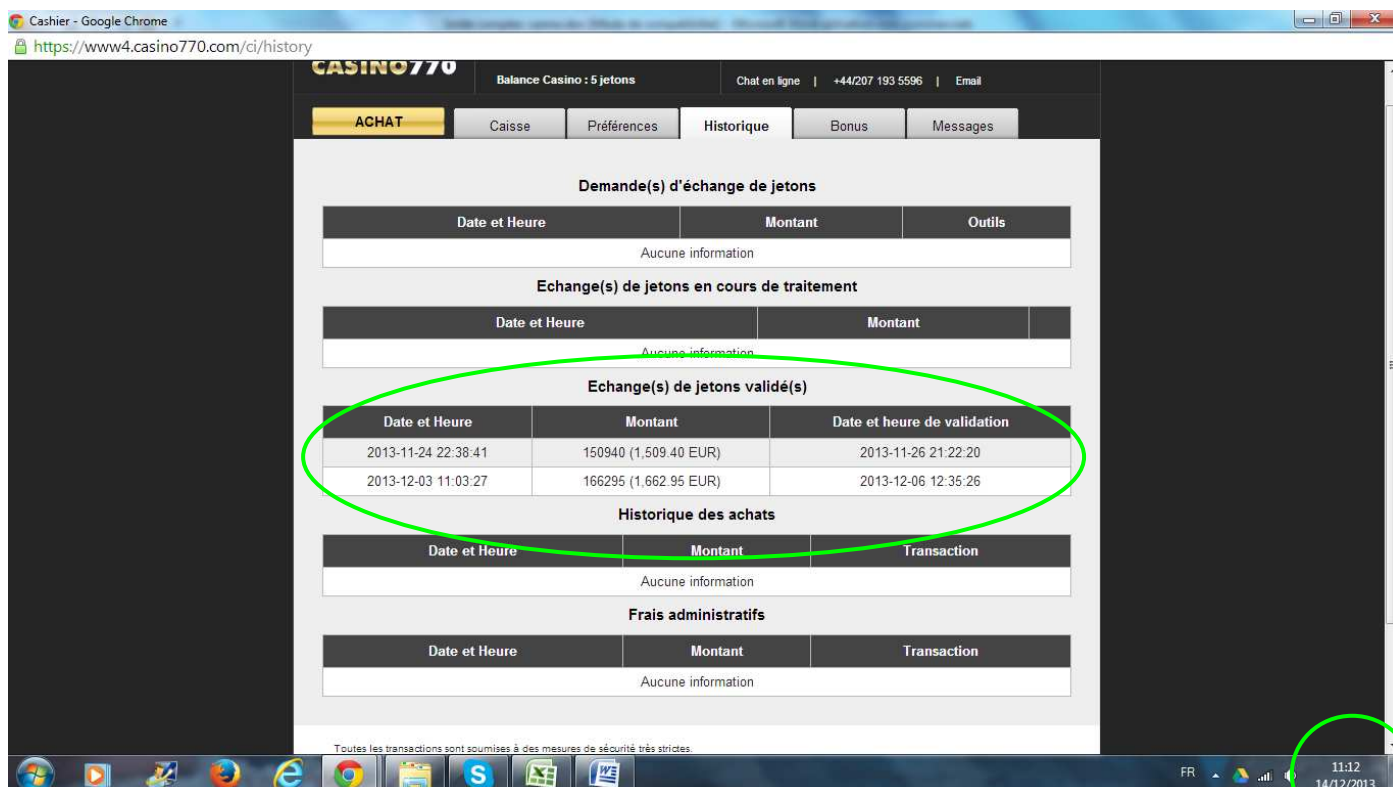 Cashier - Google Chrome
https://www4.casino770.com/ci/history
CASINO770
Balance Casino : 5 jetons Chat en ligne | +44/207 193 5596 | Email
ACHAT Caisse Préférences Historique Bonus Messages
Demande(s) d'échange de jetons
Date et Heure Montant Outils
Aucune information
Echange(s) de jetons en cours de traitement
Date et Heure Montant
Aucune information
Echange(s) de jetons validé(s)
Date et Heure Montant Date et heure de validation
2013-11-24 22:38:41 150940 (1,509.40 EUR) 2013-11-26 21:22:20
2013-12-03 11:03:27 166295 (1,662.95 EUR) 2013-12-06 12:35:26
Historique des achats
Date et Heure Montant Transaction
Aucune information
Frais administratifs
Date et Heure Montant Transaction
Aucune information
Toutes les transactions sont soumises à des mesures de sécurité très strictes.
FR 11:12
14/12/2013